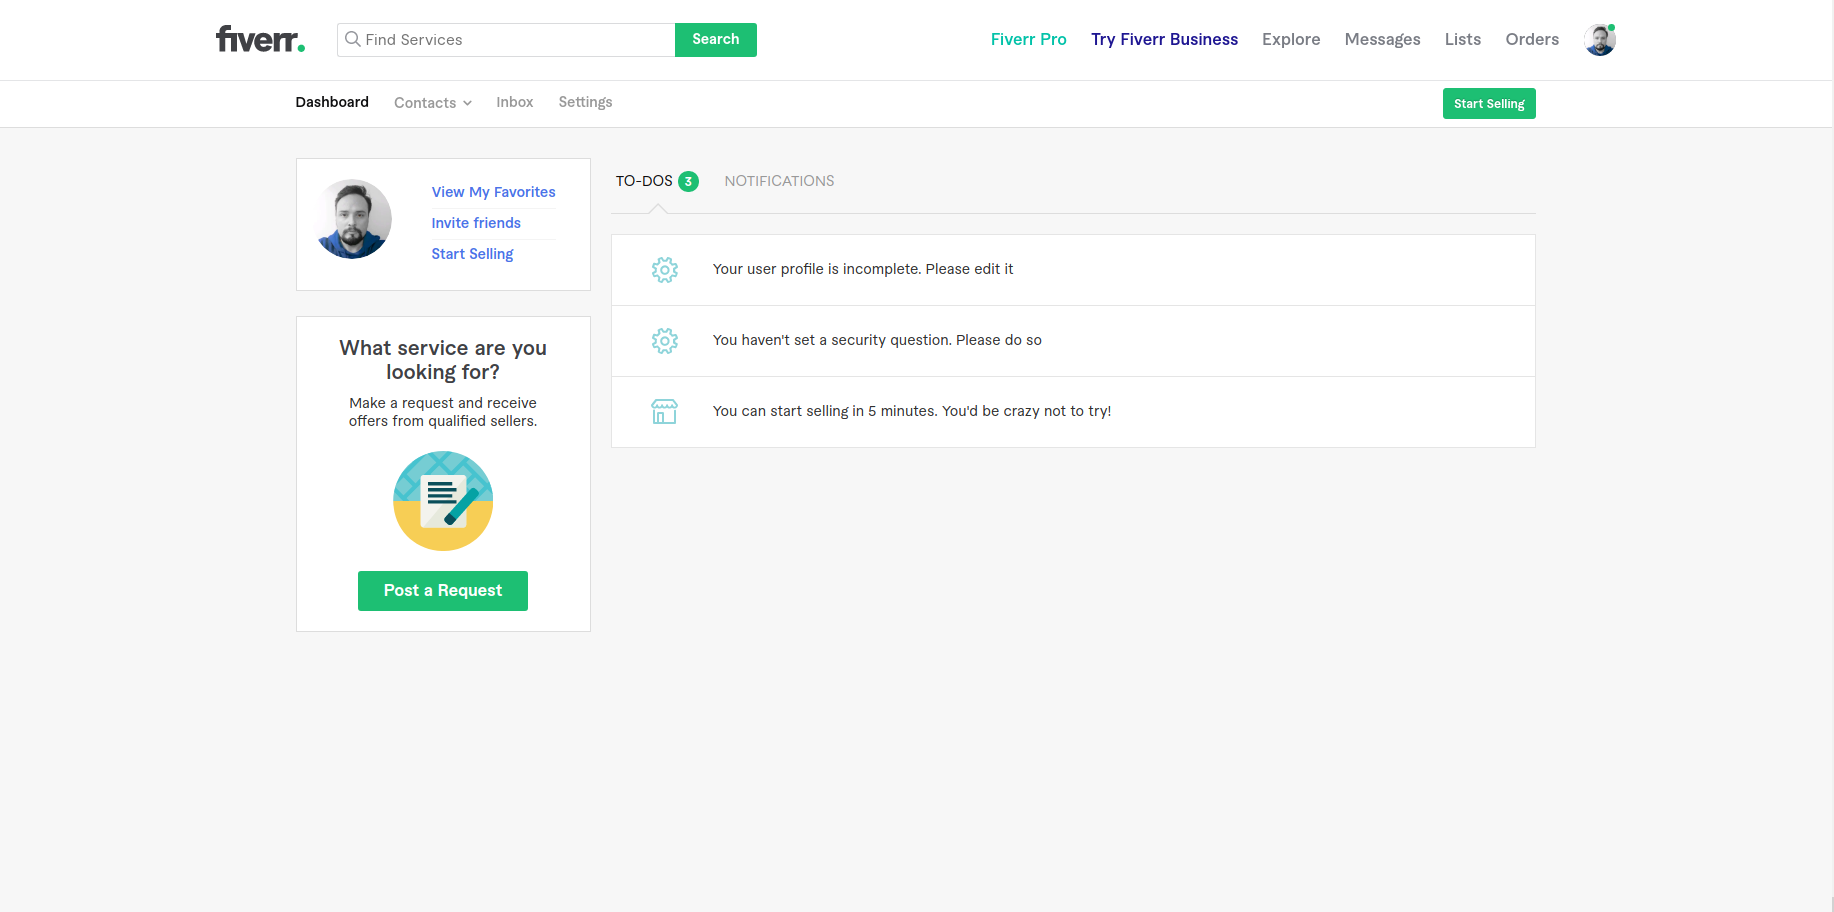 fiverr.
Find Services
Search
Fiverr Pro
Try Fiverr Business
Explore
Messages
Lists
Orders
Dashboard
Contacts
Inbox
Settings
Start Selling
View My Favorites
Invite friends
Start Selling
What service are you
looking for?
Make a request and receive
offers from qualified sellers.
Post a Request
TO-DOS 3
NOTIFICATIONS
Your user profile is incomplete. Please edit it
You haven't set a security question. Please do so
You can start selling in 5 minutes. You'd be crazy not to try!